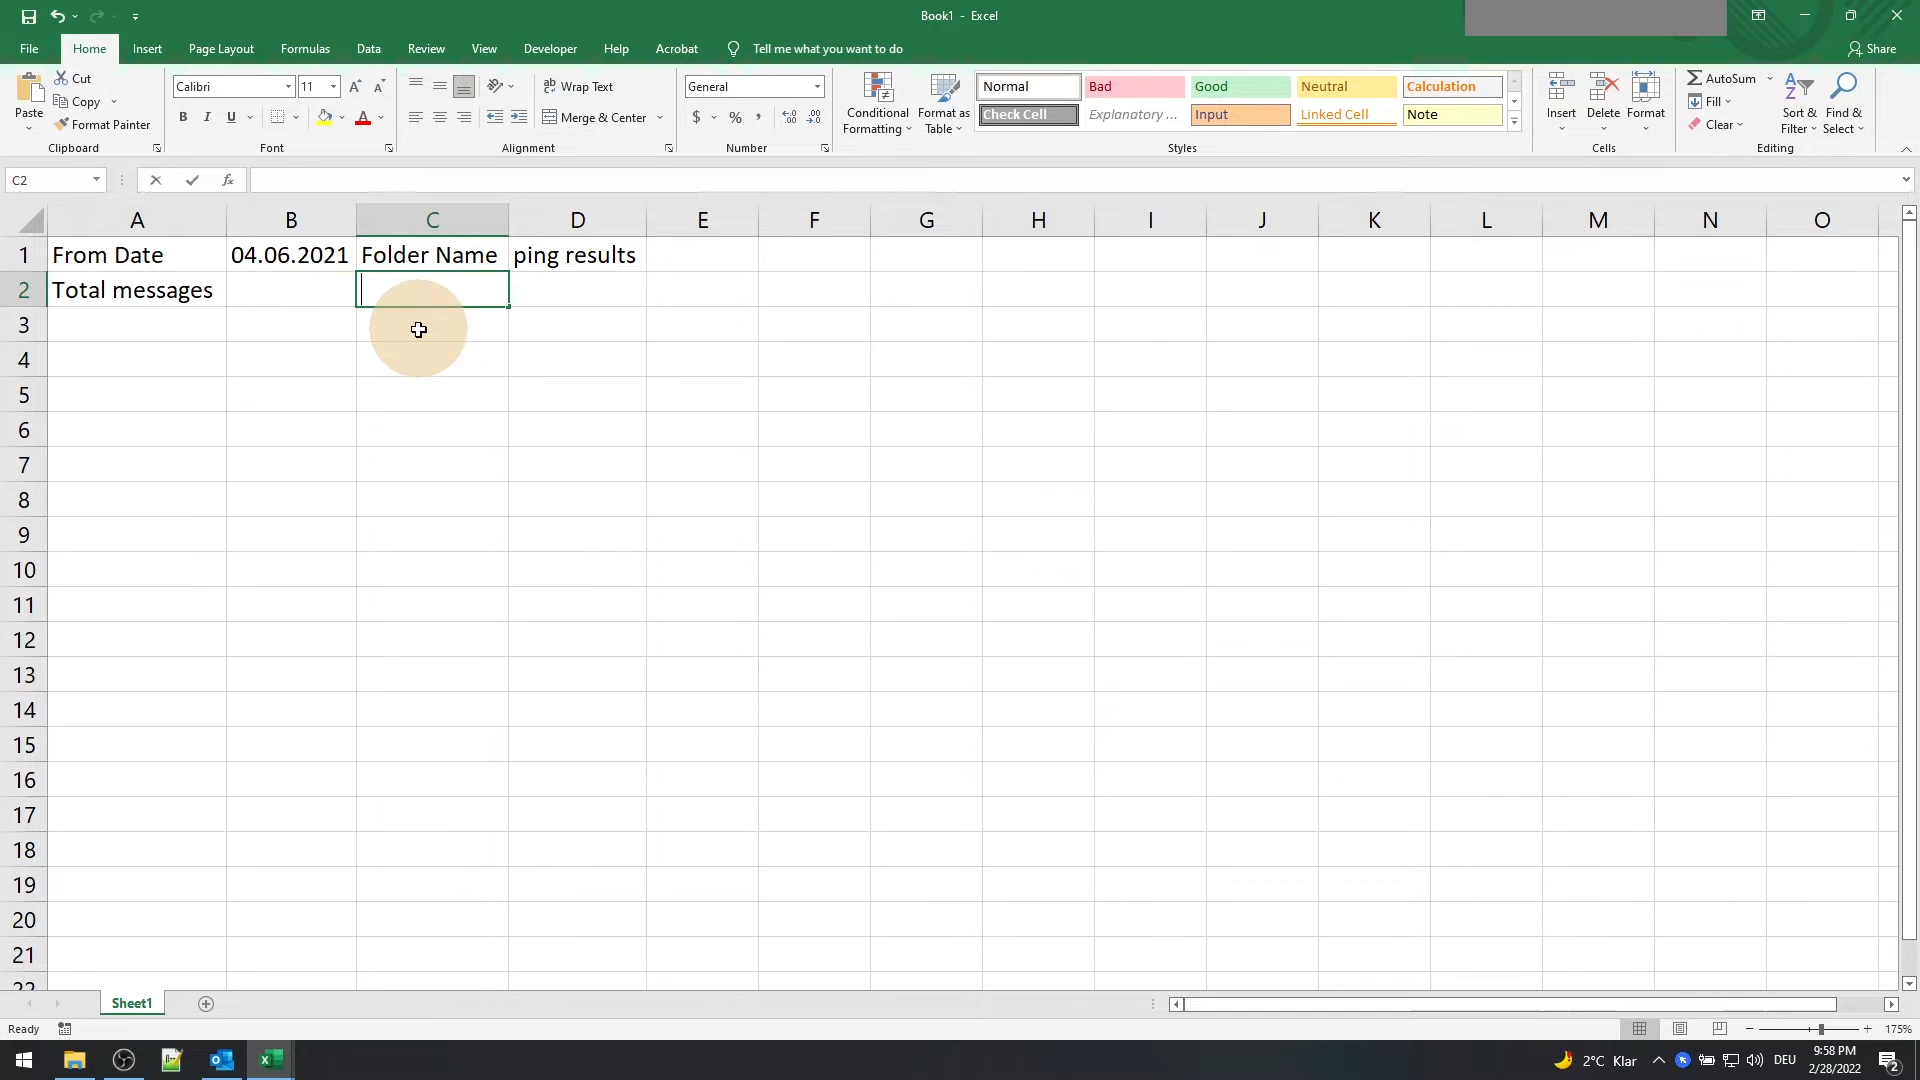 Book1 - Excel
File Home Insert Page Layout Formulas Data Review View Developer Help Acrobat Tell me what you want to do Share
Paste
Cut
Copy
Format Painter
Clipboard
Calibri 11
B I U
Font
Wrap Text
Merge & Center
Alignment
General
$ % ,
Number
Conditional Formatting
Format as Table
Normal Bad Good Neutral Calculation
Check Cell Explanatory ... Input Linked Cell Note
Styles
Insert Delete Format
Cells
AutoSum
Fill
Clear
Sort & Filter
Find & Select
Editing
C2 fx
A B C D E F G H I J K L M N O
1 From Date 04.06.2021 Folder Name ping results
2 Total messages
3
4
5
6
7
8
9
10
11
12
13
14
15
16
17
18
19
20
21
22
Sheet1
Ready 175%
2°C Klar DEU 9:58 PM
2/28/2022 2